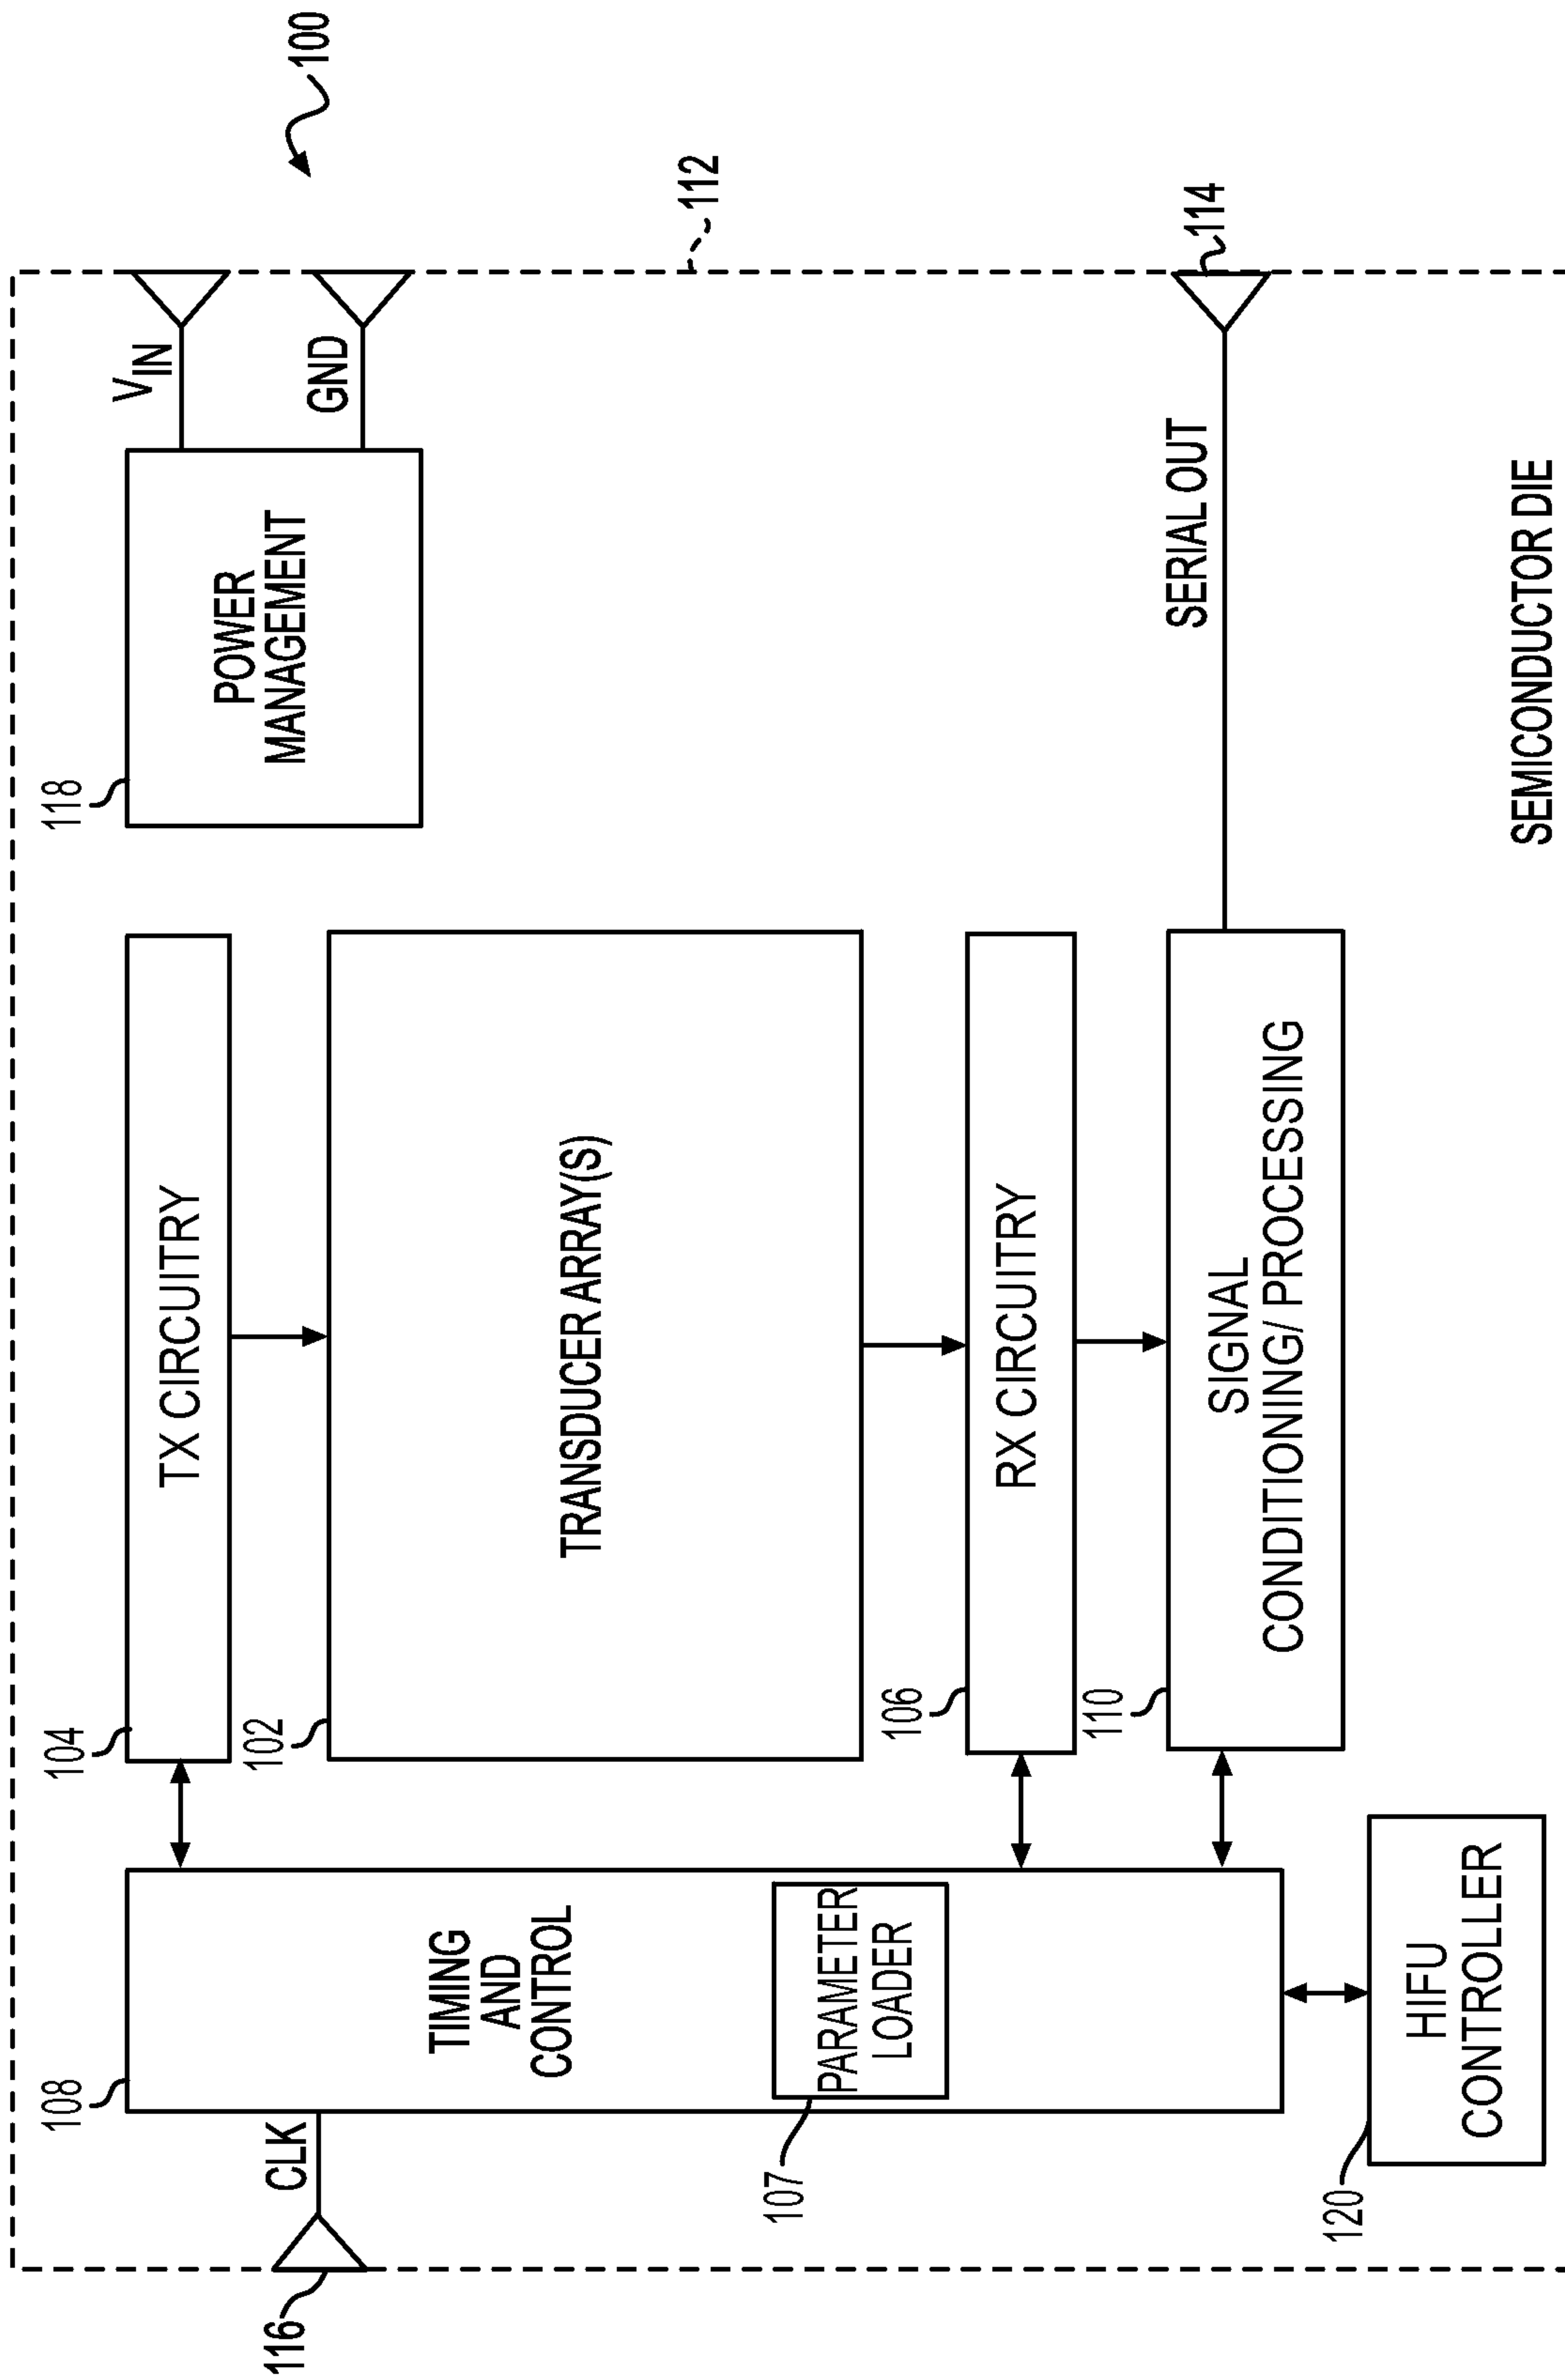 100
112
116
CLK
108
TIMING
AND
CONTROL
PARAMETER
LOADER
107
120
HIFU
CONTROLLER
104
TX CIRCUITRY
102
TRANSDUCER ARRAY(S)
106
RX CIRCUITRY
110
SIGNAL
CONDITIONING/ PROCESSING
118
POWER
MANAGEMENT
VIN
GND
SERIAL OUT
114
SEMICONDUCTOR DIE